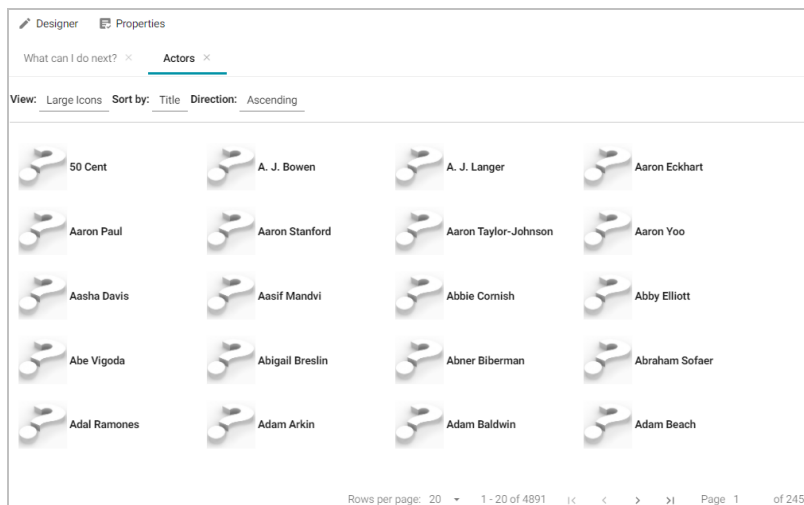 Designer Properties
What can I do next? × Actors ×
View: Large Icons Sort by: Title Direction: Ascending
50 Cent A. J. Bowen A. J. Langer Aaron Eckhart
Aaron Paul Aaron Stanford Aaron Taylor-Johnson Aaron Yoo
Aasha Davis Aasif Mandvi Abbie Cornish Abby Elliott
Abe Vigoda Abigail Breslin Abner Biberman Abraham Sofaer
Adal Ramones Adam Arkin Adam Baldwin Adam Beach
Rows per page: 20 1 - 20 of 4891 Page 1 of 245